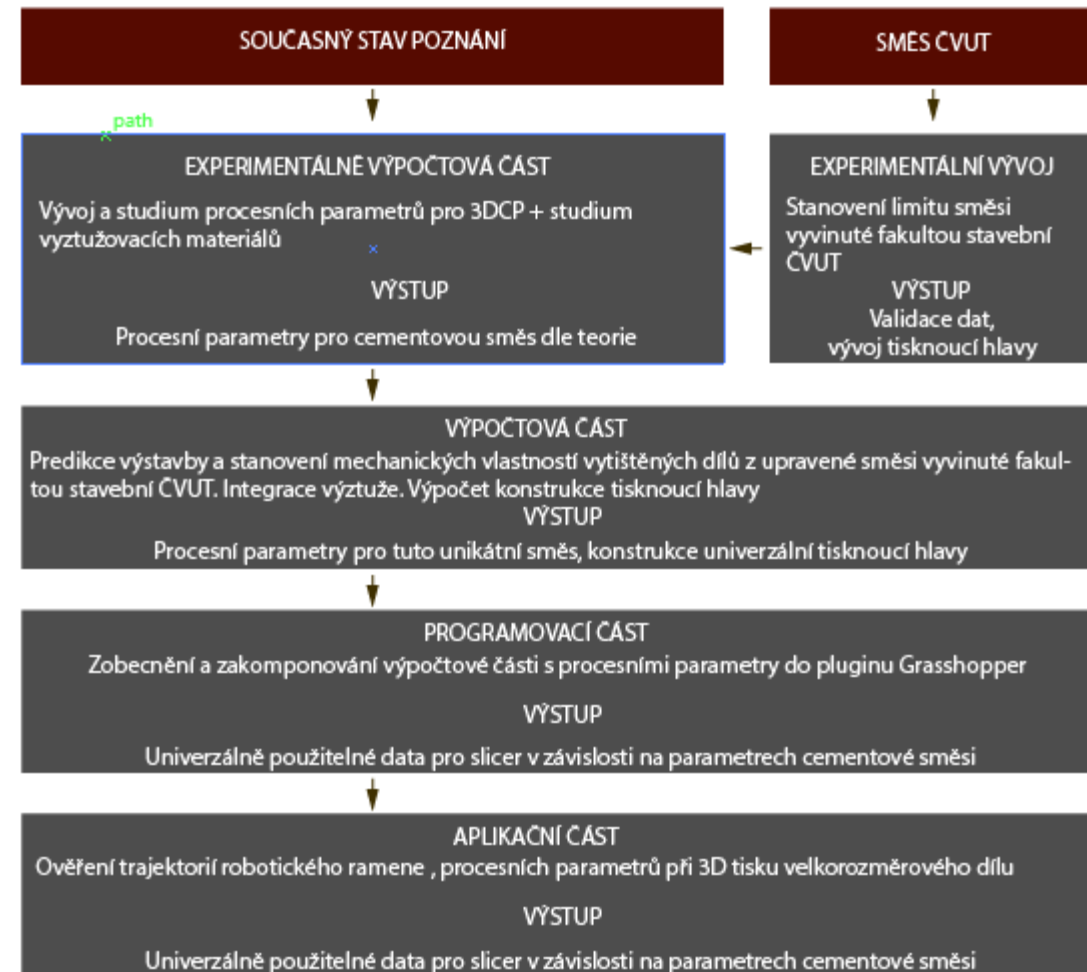 SOUČASNÝ STAV POZNÁNÍ
SMĚS ČVUT
path
EXPERIMENTÁLNĚ VÝPOČTOVÁ ČÁST
Vývoj a studium procesních parametrů pro 3DCP + studium
vyztužovacích materiálů
VÝSTUP
Procesní parametry pro cementovou směs dle teorie
EXPERIMENTÁLNÍ VÝVOJ
Stanovení limitu směsi
vyvinuté fakultou stavební
ČVUT
VÝSTUP
Validace dat,
vývoj tisknoucí hlavy
VÝPOČTOVÁ ČÁST
Predikce výstavby a stanovení mechanických vlastností vytištěných dílů z upravené směsi vyvinuté fakul-
tou stavební ČVUT. Integrace výztuže. Výpočet konstrukce tisknoucí hlavy
VÝSTUP
Procesní parametry pro tuto unikátní směs, konstrukce univerzální tisknoucí hlavy
PROGRAMOVACÍ ČÁST
Zobecnění a zakomponování výpočtové části s procesními parametry do pluginu Grasshopper
VÝSTUP
Univerzálně použitelné data pro slicer v závislosti na parametrech cementové směsi
APLIKAČNÍ ČÁST
Ověření trajektorií robotického ramene , procesních parametrů při 3D tisku velkorozměrového dílu
VÝSTUP
Univerzálně použitelné data pro slicer v závislosti na parametrech cementové směsi